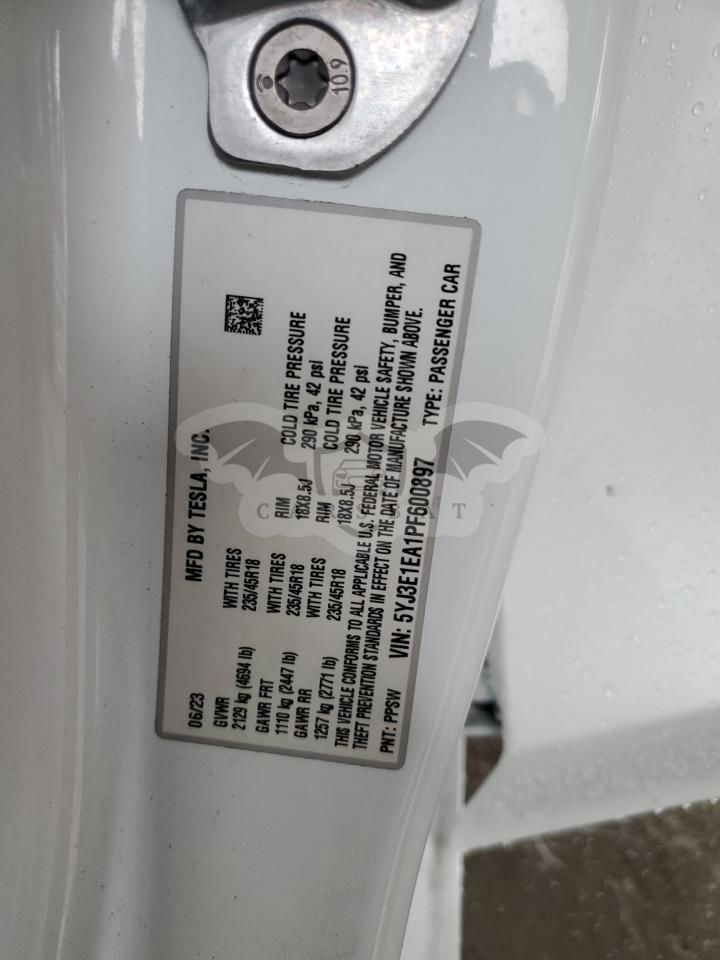 10.9
MFD BY TESLA, INC.
06/23
GVWR WITH TIRES RIM COLD TIRE PRESSURE
2129 kg (4694 lb) 235/45R18 18X8.5J 290 kPa, 42 psi
GAWR FRT WITH TIRES RIM COLD TIRE PRESSURE
1110 kg (2447 lb) 235/45R18 18X8.5J 290 kPa, 42 psi
GAWR RR WITH TIRES
1257 kg (2771 lb) 235/45R18
THIS VEHICLE CONFORMS TO ALL APPLICABLE U.S. FEDERAL MOTOR VEHICLE SAFETY, BUMPER, AND
THEFT PREVENTION STANDARDS IN EFFECT ON THE DATE OF MANUFACTURE SHOWN ABOVE.
PNT: PPSW VIN: 5YJ3E1EA1PF600897 TYPE: PASSENGER CAR